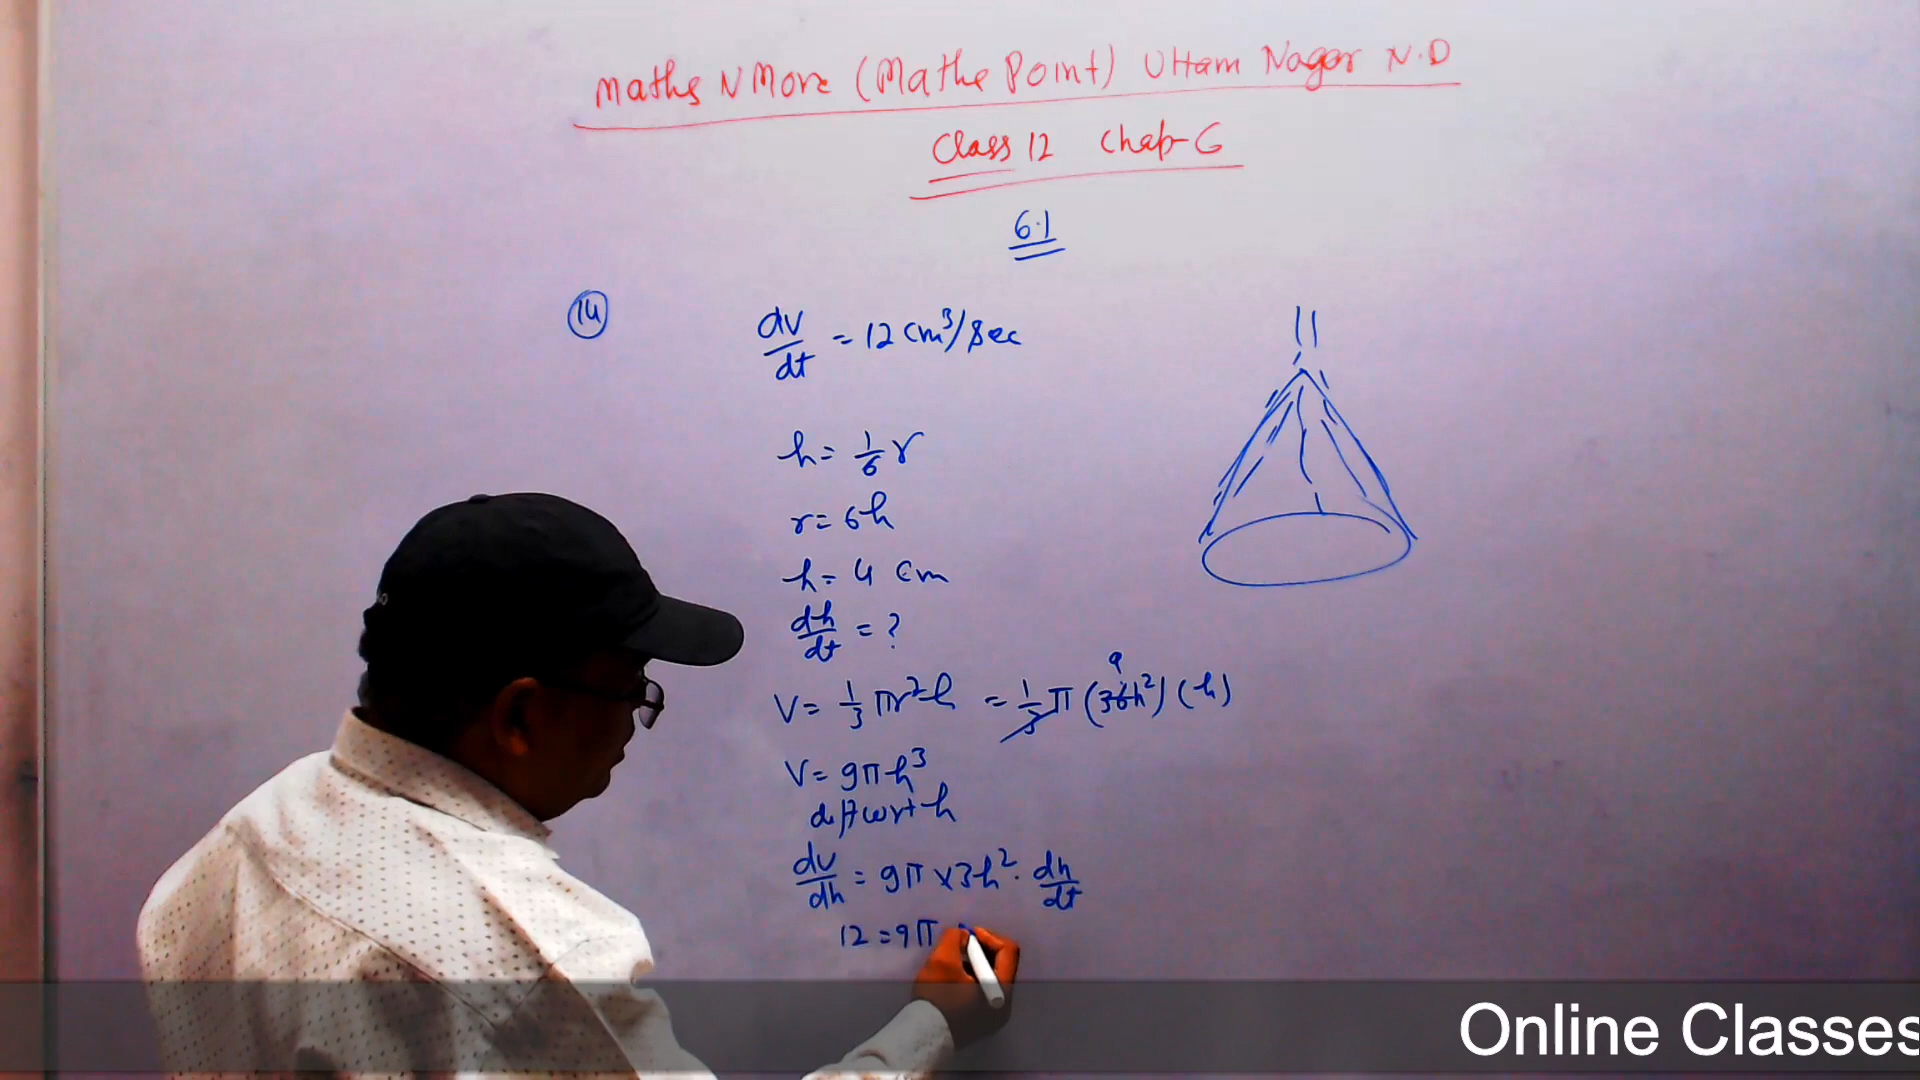 Maths N More (Maths Point) Uttam Nagar N.D
Class 12 Chap-6
6.1
14
dv/dt = 12 cm³/sec
h = 1/6 r
r = 6h
h = 4 cm
dh/dt = ?
V = 1/3 πr²h = 1/3 π (36h²) (h)
9
V = 9πh³
diff wrt h
dv/dh = 9π × 3h² . dh/dt
12 = 9π
Online Classes